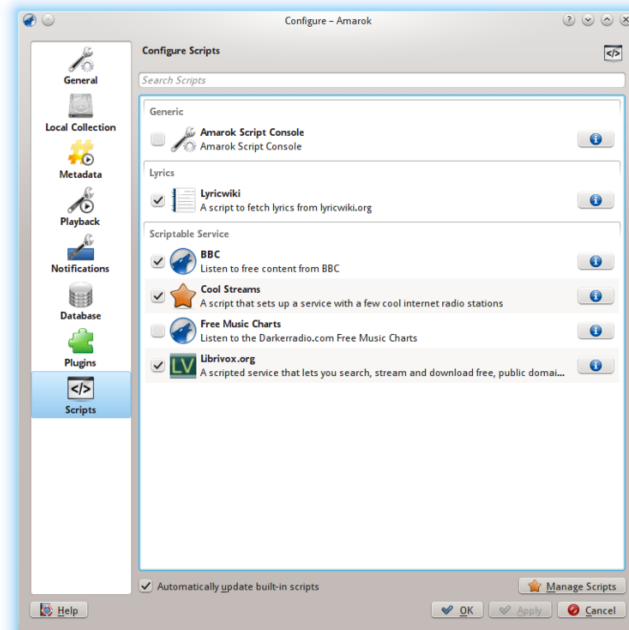 Configure – Amarok
General
Local Collection
Metadata
Playback
Notifications
Database
Plugins
</>
Scripts
Configure Scripts
</>
Search Scripts
Generic
Amarok Script Console
Amarok Script Console
Lyrics
Lyricwiki
A script to fetch lyrics from lyricwiki.org
Scriptable Service
BBC
Listen to free content from BBC
Cool Streams
A script that sets up a service with a few cool internet radio stations
Free Music Charts
Listen to the Darkerradio.com Free Music Charts
LV
Librivox.org
A scripted service that lets you search, stream and download free, public domai...
Automatically update built-in scripts
Manage Scripts
Help
OK
Apply
Cancel